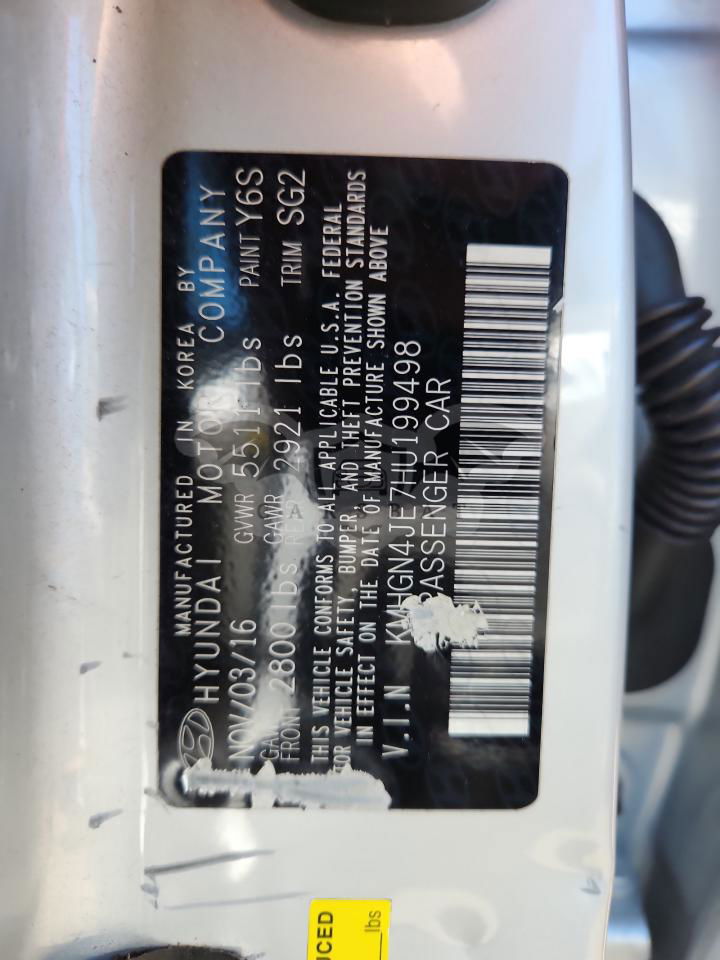 MANUFACTURED IN KOREA BY
HYUNDAI MOTOR COMPANY
NOV/03/16 GVWR 5511 lbs PAINT Y6S
GAWR
FRONT 2800 lbs 2921 lbs TRIM SG2
THIS VEHICLE CONFORMS TO ALL APPLICABLE U.S.A. FEDERAL
FOR VEHICLE SAFETY, BUMPER, AND THEFT PREVENTION STANDARDS
IN EFFECT ON THE DATE OF MANUFACTURE SHOWN ABOVE
V.I.N KMHGN4JE7HU199498
PASSENGER CAR
UCED
lbs